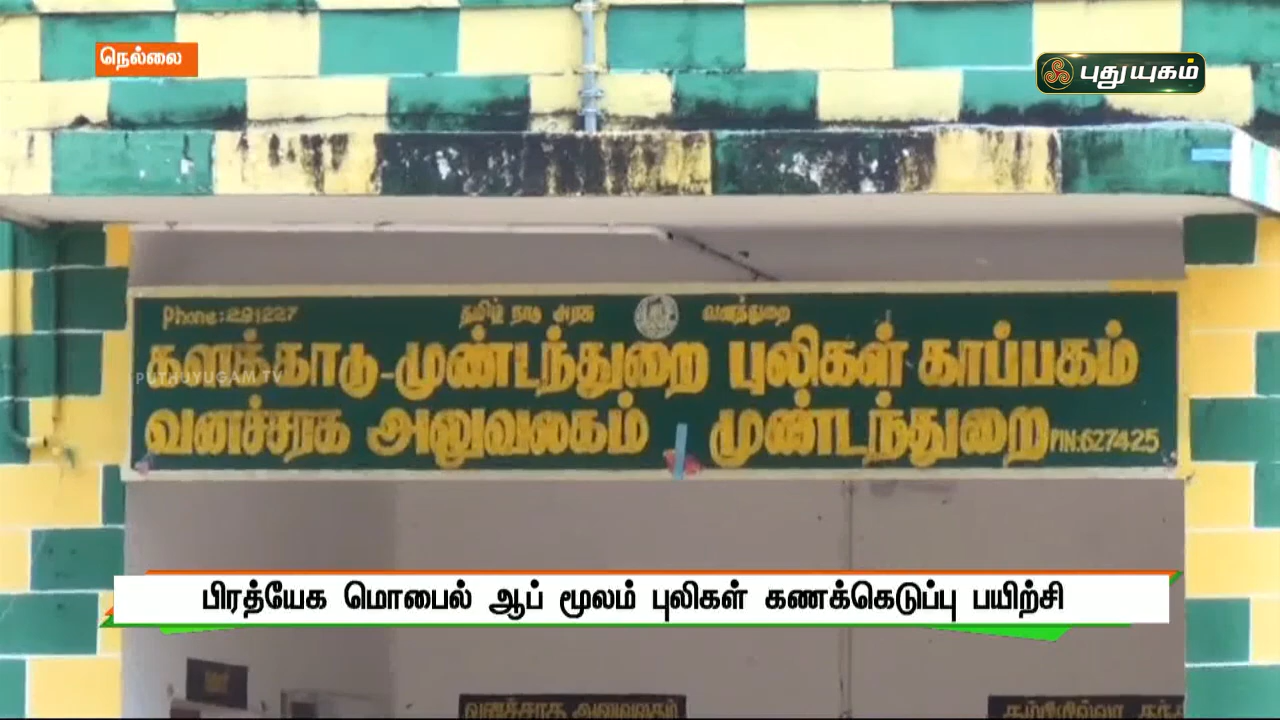 நெல்லை
புதுயுகம்
Phone:291227 தமிழ் நாடு அரசு வனத்துறை
களக்காடு-முண்டந்துறை புலிகள் காப்பகம்
PUTHUYUGAM TV
வனச்சரக அலுவலகம் முண்டந்துறை PIN:627425
பிரத்யேக மொபைல் ஆப் மூலம் புலிகள் கணக்கெடுப்பு பயிற்சி
வனச்சரக அலுவலகம்